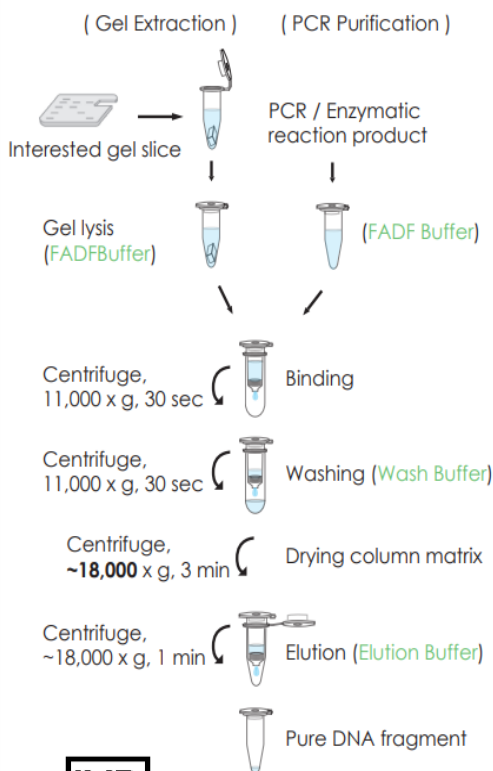 ( Gel Extraction )
( PCR Purification )
Interested gel slice
PCR / Enzymatic
reaction product
Gel lysis
(FADFBuffer)
(FADF Buffer)
Centrifuge,
11,000 x g, 30 sec
Binding
Centrifuge,
11,000 x g, 30 sec
Washing (Wash Buffer)
Centrifuge,
~18,000 x g, 3 min
Drying column matrix
Centrifuge,
~18,000 x g, 1 min
Elution (Elution Buffer)
Pure DNA fragment